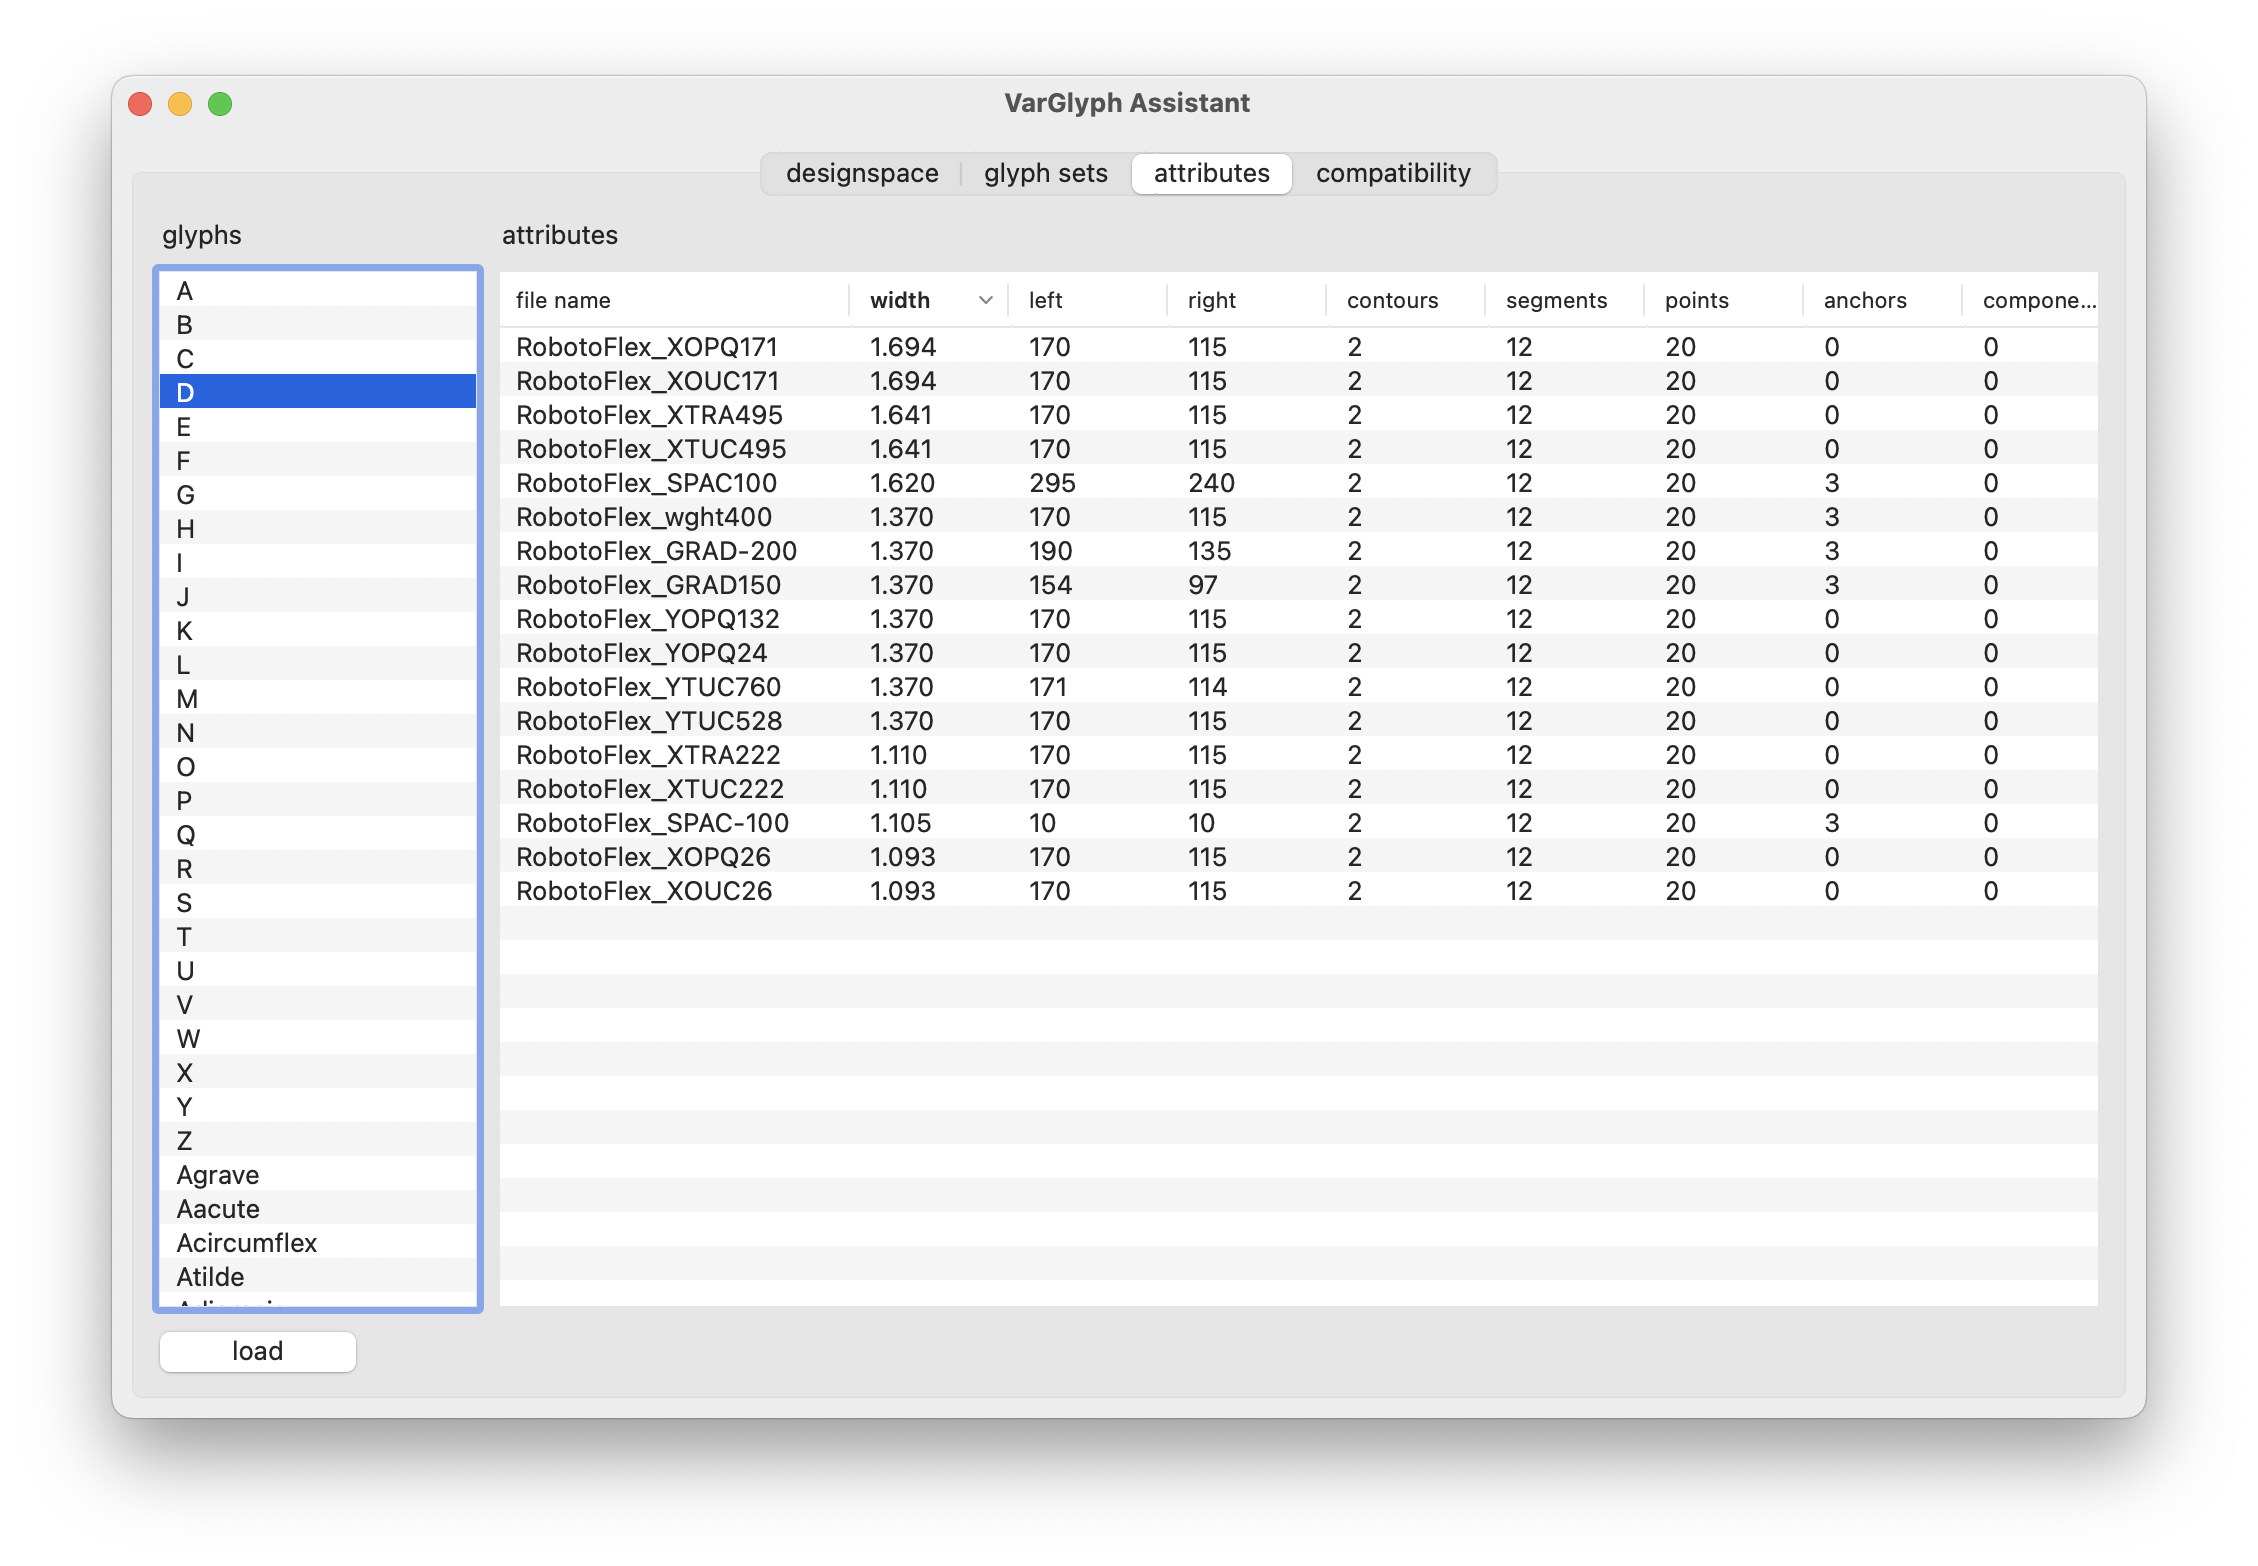 VarGlyph Assistant
designspace glyph sets attributes compatibility
glyphs
A
B
C
D
E
F
G
H
I
J
K
L
M
N
O
P
Q
R
S
T
U
V
W
X
Y
Z
Agrave
Aacute
Acircumflex
Atilde
load
attributes
file name width left right contours segments points anchors compone...
RobotoFlex_XOPQ171 1.694 170 115 2 12 20 0 0
RobotoFlex_XOUC171 1.694 170 115 2 12 20 0 0
RobotoFlex_XTRA495 1.641 170 115 2 12 20 0 0
RobotoFlex_XTUC495 1.641 170 115 2 12 20 0 0
RobotoFlex_SPAC100 1.620 295 240 2 12 20 3 0
RobotoFlex_wght400 1.370 170 115 2 12 20 3 0
RobotoFlex_GRAD-200 1.370 190 135 2 12 20 3 0
RobotoFlex_GRAD150 1.370 154 97 2 12 20 3 0
RobotoFlex_YOPQ132 1.370 170 115 2 12 20 0 0
RobotoFlex_YOPQ24 1.370 170 115 2 12 20 0 0
RobotoFlex_YTUC760 1.370 171 114 2 12 20 0 0
RobotoFlex_YTUC528 1.370 170 115 2 12 20 0 0
RobotoFlex_XTRA222 1.110 170 115 2 12 20 0 0
RobotoFlex_XTUC222 1.110 170 115 2 12 20 0 0
RobotoFlex_SPAC-100 1.105 10 10 2 12 20 3 0
RobotoFlex_XOPQ26 1.093 170 115 2 12 20 0 0
RobotoFlex_XOUC26 1.093 170 115 2 12 20 0 0